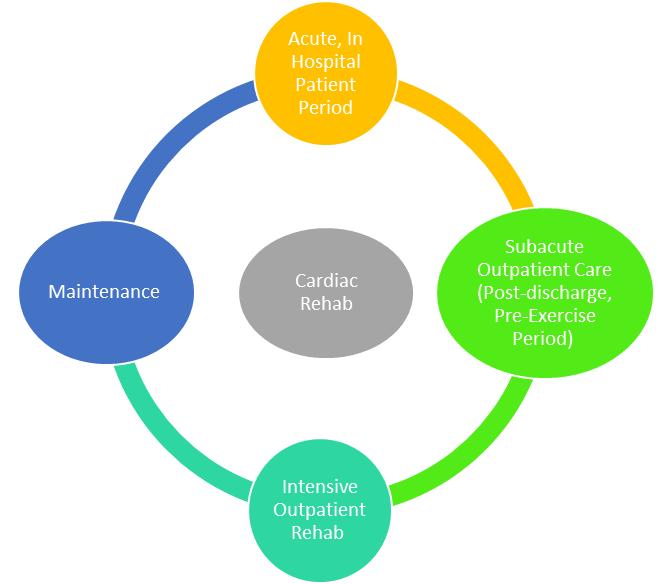 Acute, In
Hospital
Patient
Period
Subacute
Outpatient Care
(Post-discharge,
Pre-Exercise
Period)
Intensive
Outpatient
Rehab
Maintenance
Cardiac
Rehab